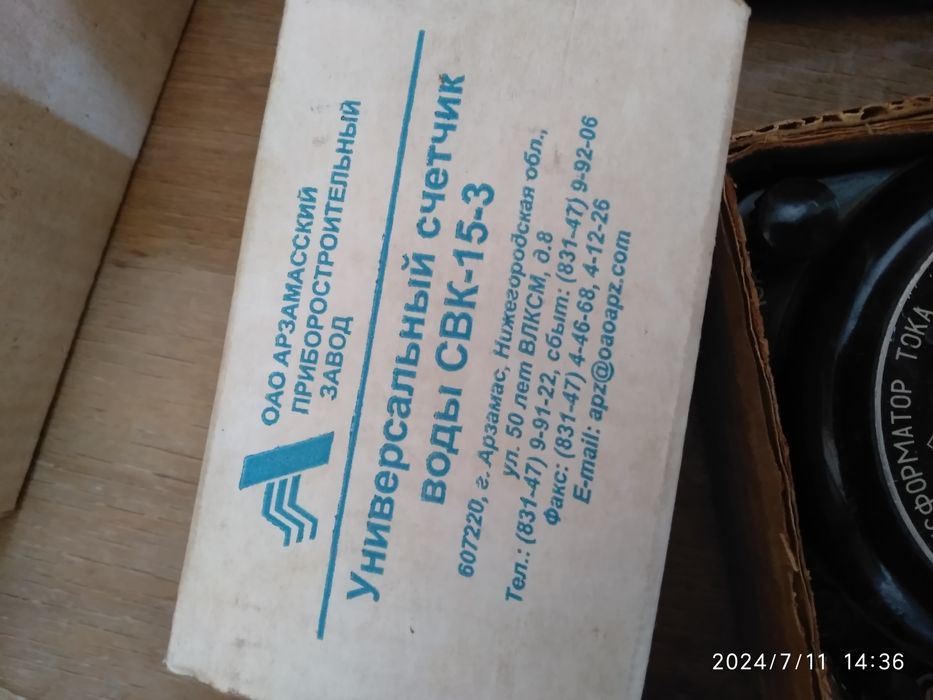 ОАО АРЗАМАССКИЙ
ПРИБОРОСТРОИТЕЛЬНЫЙ
ЗАВОД
Универсальный счетчик
воды СВК-15-3
607220, г. Арзамас, Нижегородская обл.,
ул. 50 лет ВЛКСМ, д.8
Тел.: (831-47) 9-91-22, сбыт: (831-47) 9-92-06
Факс: (831-47) 4-46-68, 4-12-26
E-mail: apz@oaoapz.com
СФОРМАТОР ТОКА
2024/7/11 14:36